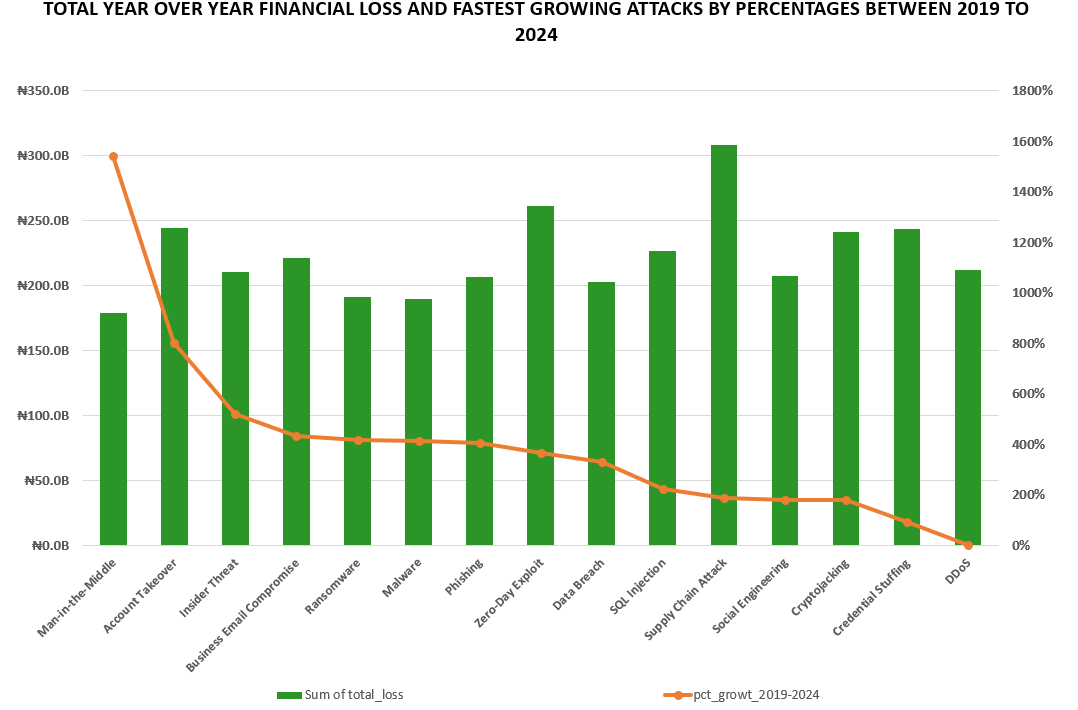 TOTAL YEAR OVER YEAR FINANCIAL LOSS AND FASTEST GROWING ATTACKS BY PERCENTAGES BETWEEN 2019 TO
2024
₦350.0B
₦300.0B
₦250.0B
₦200.0B
₦150.0B
₦100.0B
₦50.0B
₦0.0B
1800%
1600%
1400%
1200%
1000%
800%
600%
400%
200%
0%
Man-in-the-Middle
Account Takeover
Insider Threat
Business Email Compromise
Ransomware
Malware
Phishing
Zero-Day Exploit
Data Breach
SQL Injection
Supply Chain Attack
Social Engineering
Cryptojacking
Credential Stuffing
DDoS
Sum of total_loss
pct_growt_2019-2024